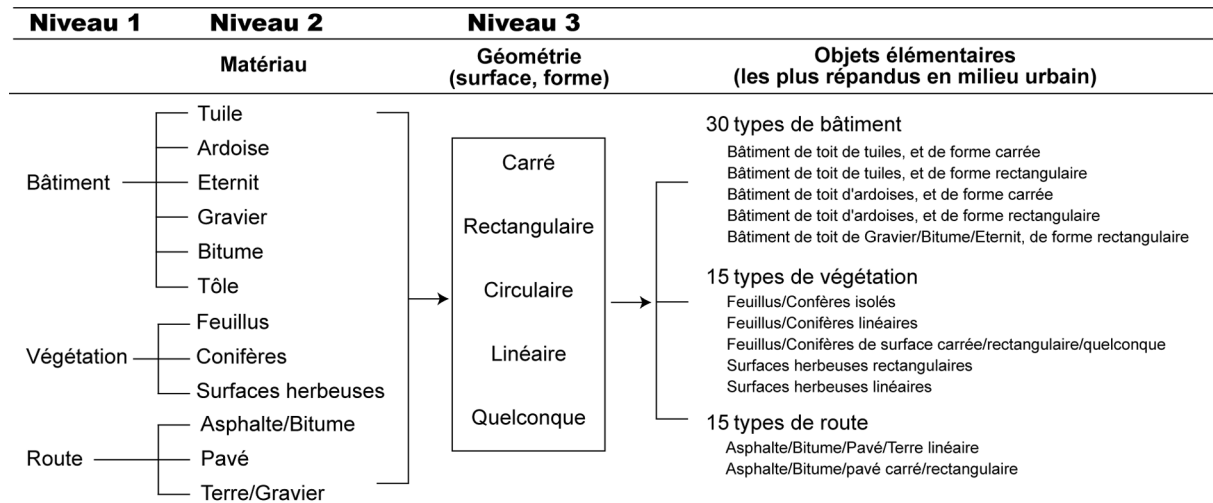 Niveau 1 Niveau 2 Niveau 3
Matériau
Géométrie
(surface, forme)
Objets élémentaires
(les plus répandus en milieu urbain)
Bâtiment
Tuile
Ardoise
Eternit
Gravier
Bitume
Tôle
Végétation
Feuillus
Conifères
Surfaces herbeuses
Route
Asphalte/Bitume
Pavé
Terre/Gravier
Carré
Rectangulaire
Circulaire
Linéaire
Quelconque
30 types de bâtiment
Bâtiment de toit de tuiles, et de forme carrée
Bâtiment de toit de tuiles, et de forme rectangulaire
Bâtiment de toit d'ardoises, et de forme carrée
Bâtiment de toit d'ardoises, et de forme rectangulaire
Bâtiment de toit de Gravier/Bitume/Eternit, de forme rectangulaire
15 types de végétation
Feuillus/Confères isolés
Feuillus/Conifères linéaires
Feuillus/Conifères de surface carrée/rectangulaire/quelconque
Surfaces herbeuses rectangulaires
Surfaces herbeuses linéaires
15 types de route
Asphalte/Bitume/Pavé/Terre linéaire
Asphalte/Bitume/pavé carré/rectangulaire